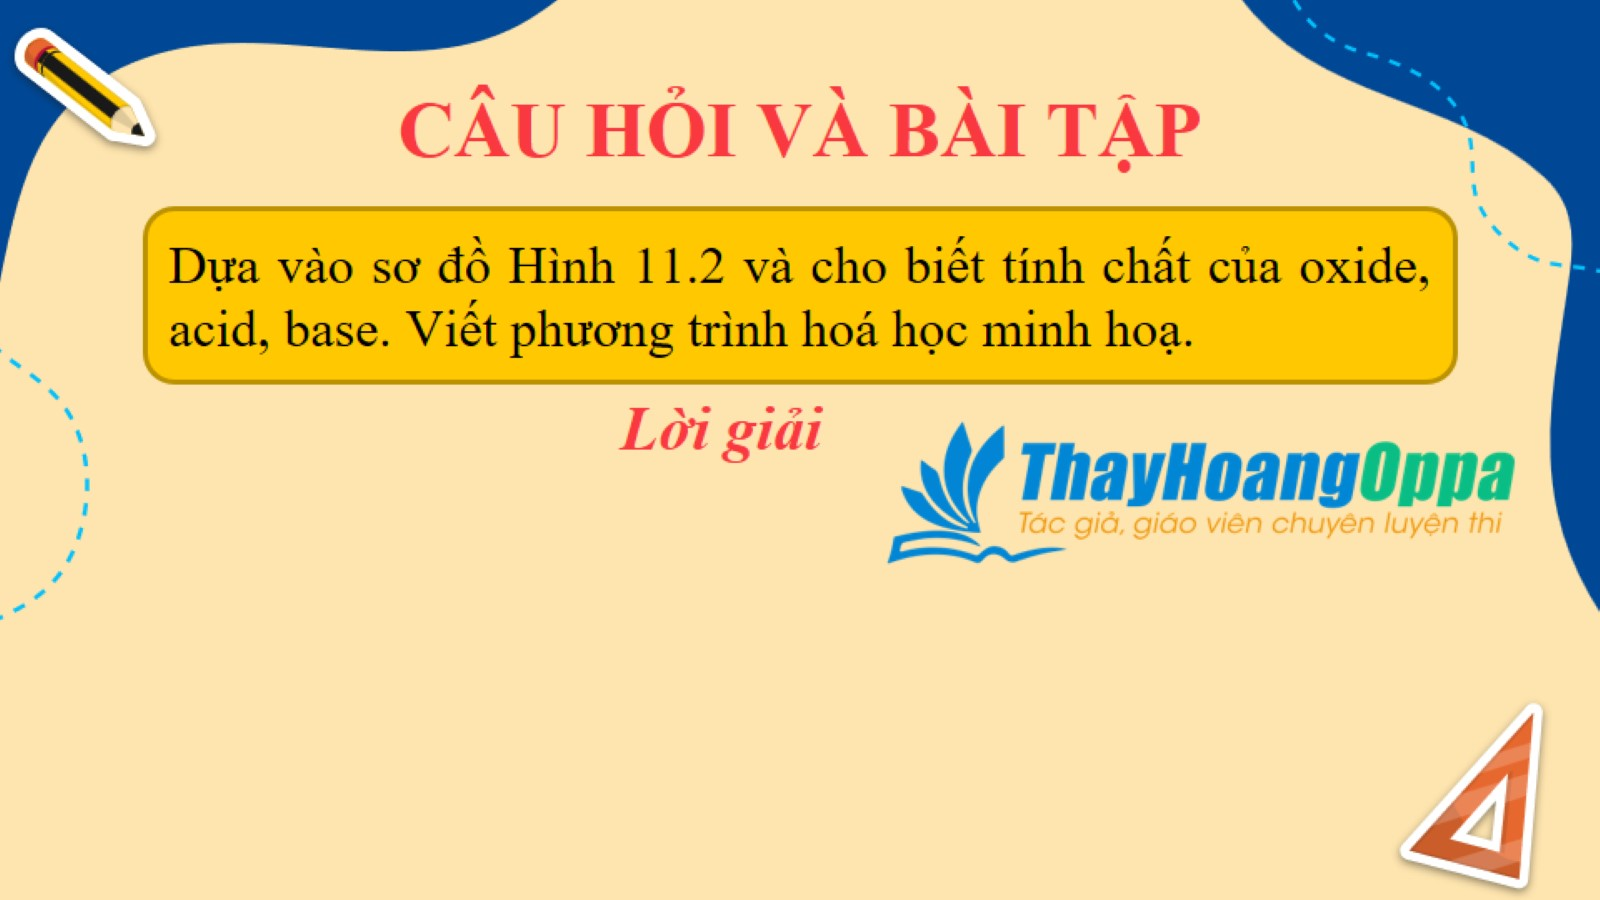 CÂU HỎI VÀ BÀI TẬP
Dựa vào sơ đồ Hình 11.2 và cho biết tính chất của oxide,
acid, base. Viết phương trình hoá học minh hoạ.
Lời giải
ThayHoangOppa
Tác giả, giáo viên chuyên luyện thi